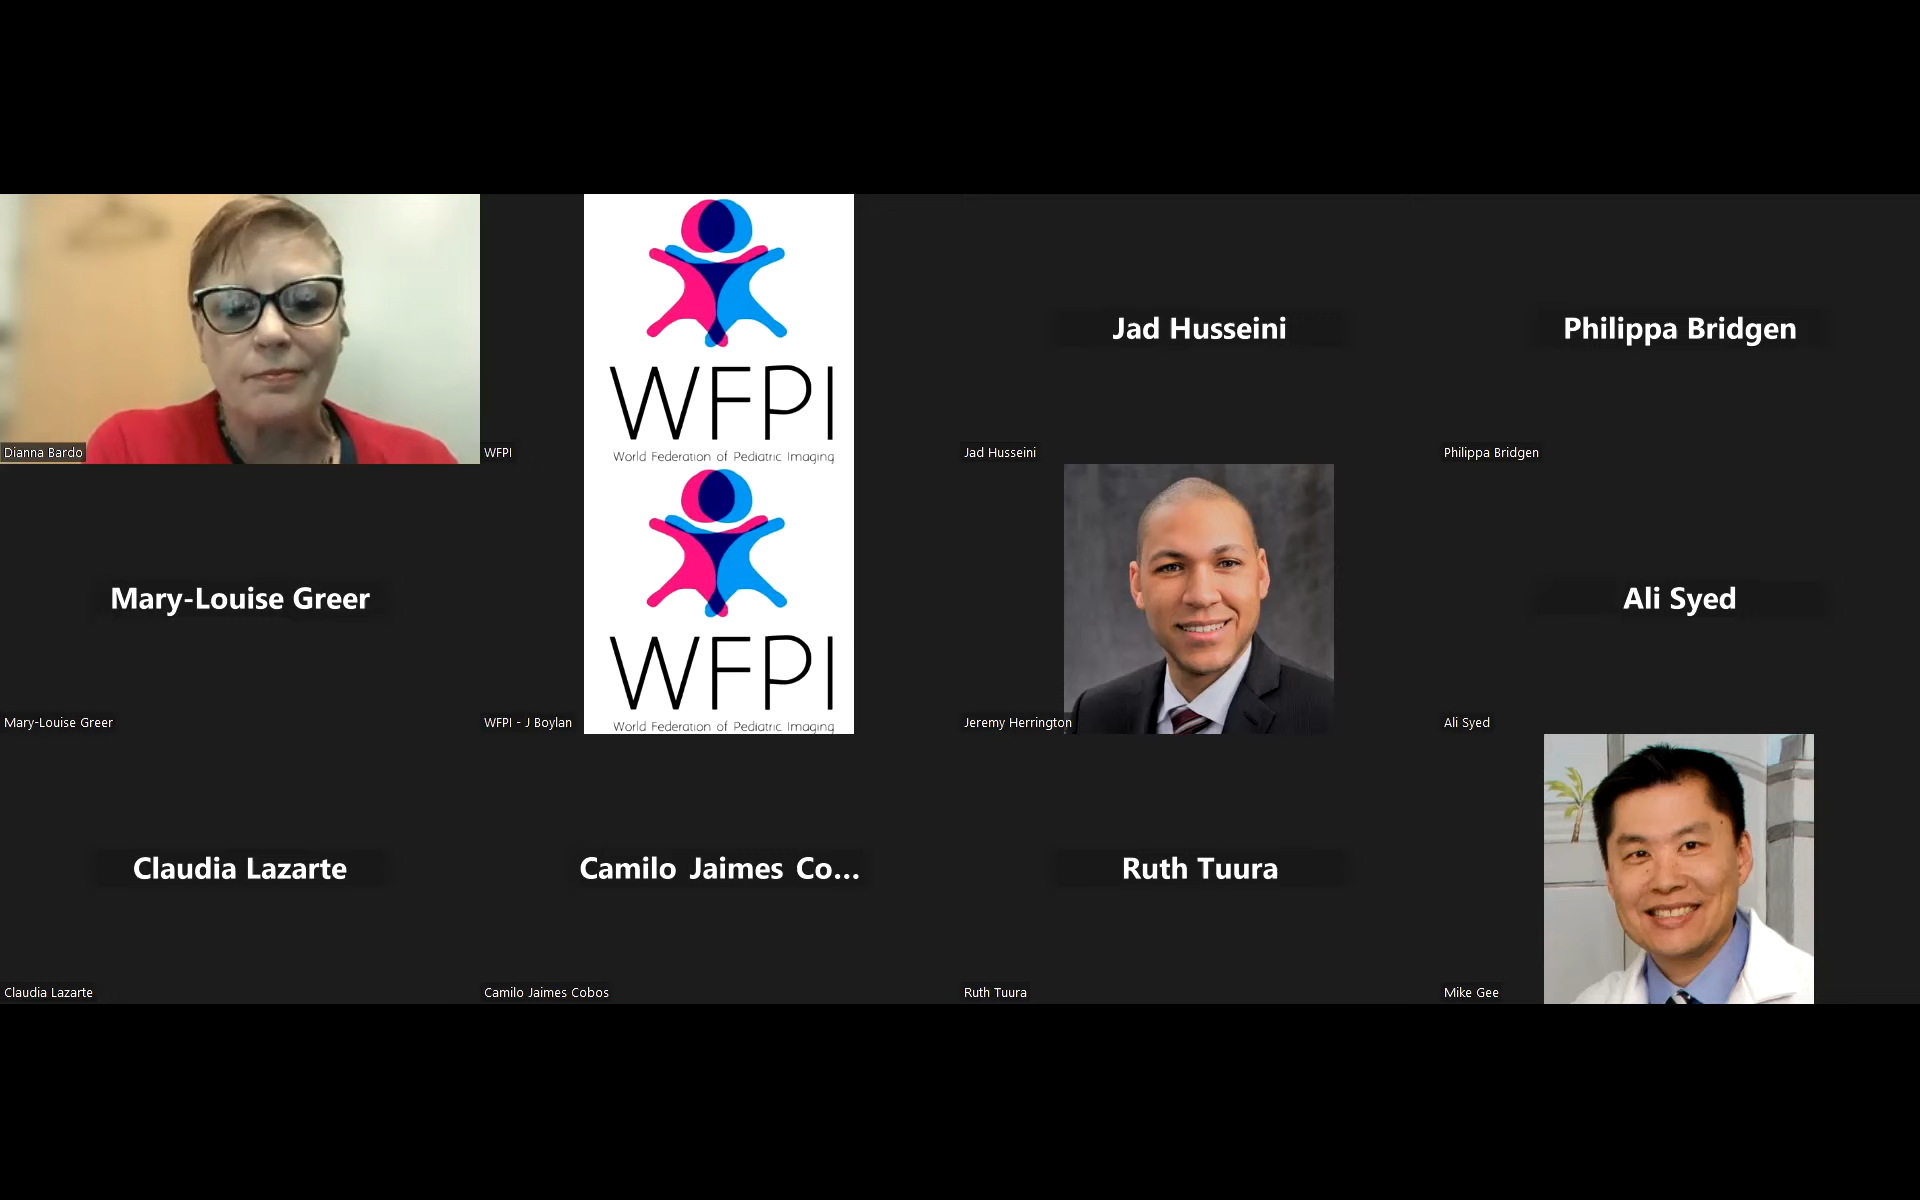 Dianna Bardo
WFPI
World Federation of Pediatric Imaging
WFPI
Jad Husseini
Jad Husseini
Philippa Bridgen
Philippa Bridgen
Mary-Louise Greer
Mary-Louise Greer
WFPI
World Federation of Pediatric Imaging
WFPI - J Boylan
Jeremy Herrington
Ali Syed
Ali Syed
Claudia Lazarte
Claudia Lazarte
Camilo Jaimes Co...
Camilo Jaimes Cobos
Ruth Tuura
Ruth Tuura
Mike Gee